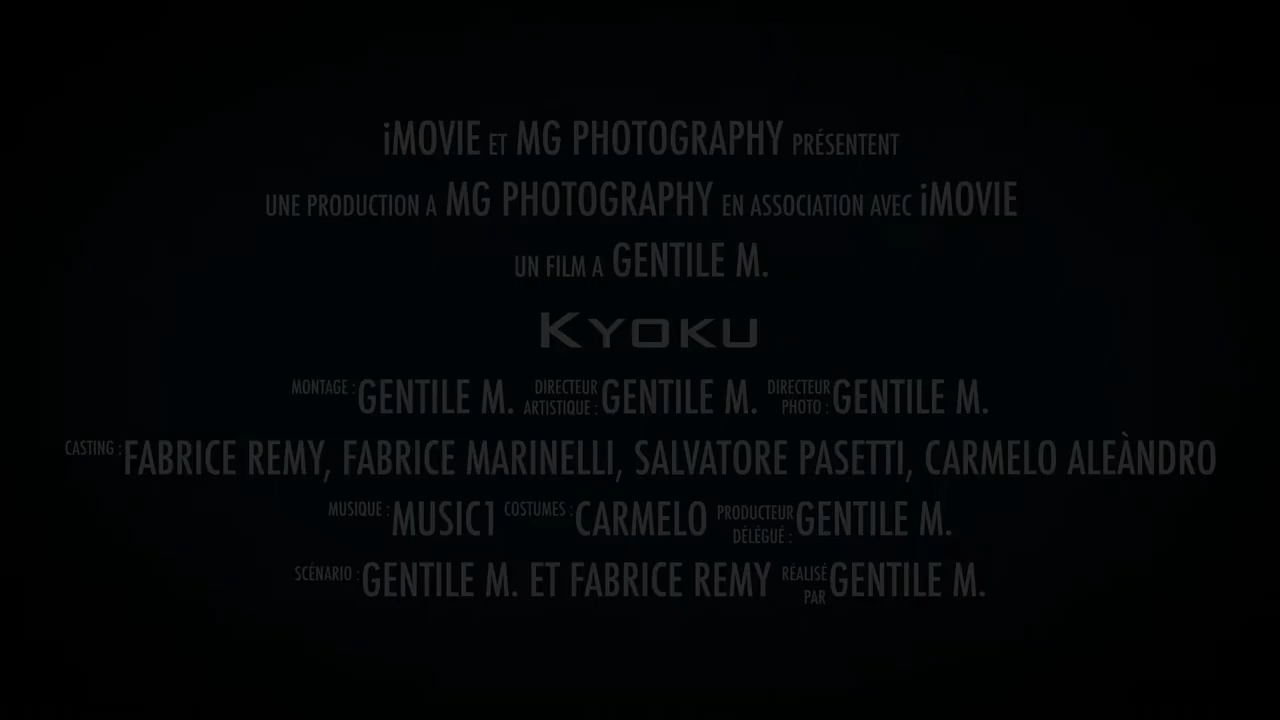 iMOVIE ET MG PHOTOGRAPHY PRÉSENTENT
UNE PRODUCTION A MG PHOTOGRAPHY EN ASSOCIATION AVEC iMOVIE
UN FILM A GENTILE M.
KYOKU
MONTAGE : GENTILE M. DIRECTEUR ARTISTIQUE : GENTILE M. DIRECTEUR PHOTO : GENTILE M.
CASTING : FABRICE REMY, FABRICE MARINELLI, SALVATORE PASETTI, CARMELO ALEÀNDRO
MUSIQUE : MUSIC1 COSTUMES : CARMELO PRODUCTEUR DÉLÉGUÉ : GENTILE M.
SCÉNARIO : GENTILE M. ET FABRICE REMY RÉALISÉ PAR GENTILE M.